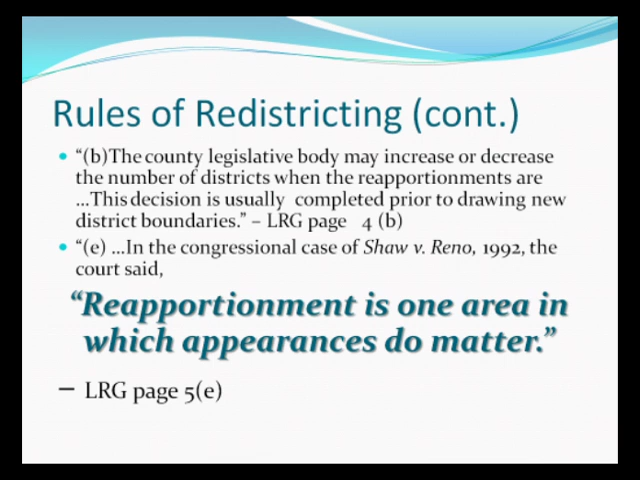 Rules of Redistricting (cont.)
• “(b)The county legislative body may increase or decrease
the number of districts when the reapportionments are
…This decision is usually completed prior to drawing new
district boundaries.” – LRG page 4 (b)
• “(e) …In the congressional case of Shaw v. Reno, 1992, the
court said,
“Reapportionment is one area in
which appearances do matter.”
– LRG page 5(e)